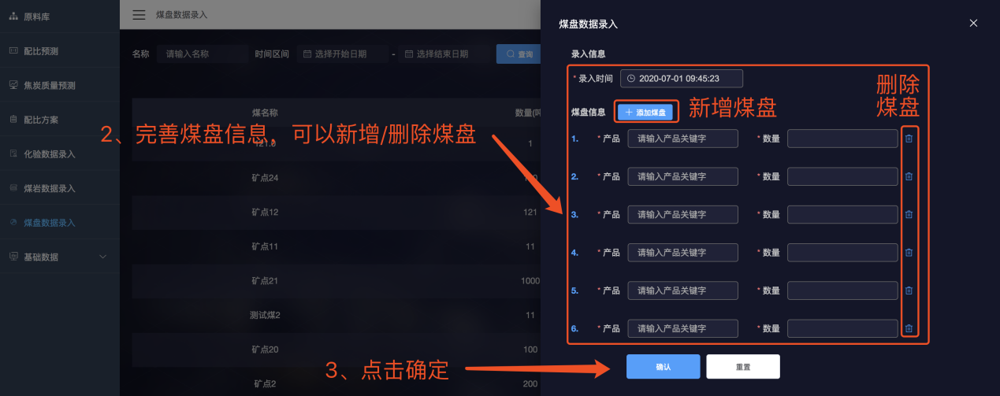 原料库
配比预测
焦炭质量预测
配比方案
化验数据录入
煤岩数据录入
煤盘数据录入
基础数据
煤盘数据录入
名称 请输入名称 时间区间 选择开始日期 - 选择结束日期 查询
煤名称 数量(吨
2、完善煤盘信息，可以新增/删除煤盘
121.0 1
矿点24
矿点12 121
矿点11 11
矿点21 1000
测试煤2 11
矿点20 100
矿点2 200
3、点击确定
煤盘数据录入
录入信息
* 录入时间 2020-07-01 09:45:23
删除
煤盘
煤盘信息 + 添加煤盘 新增煤盘
1. * 产品 请输入产品关键字 * 数量
2. * 产品 请输入产品关键字 * 数量
3. * 产品 请输入产品关键字 * 数量
4. * 产品 请输入产品关键字 * 数量
5. * 产品 请输入产品关键字 * 数量
6. * 产品 请输入产品关键字 * 数量
确认 重置